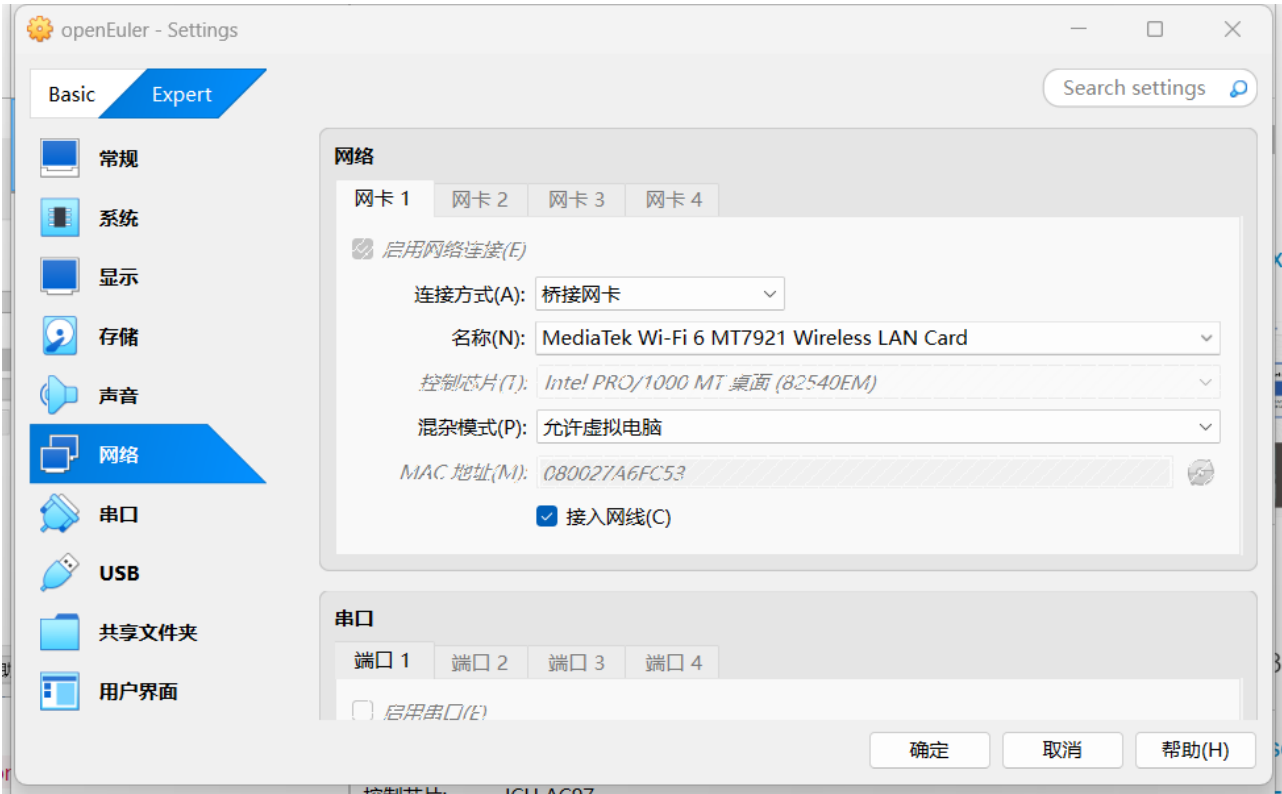 openEuler - Settings
Basic Expert
Search settings
常规
系统
显示
存储
声音
网络
串口
USB
共享文件夹
用户界面
网络
网卡 1 网卡 2 网卡 3 网卡 4
启用网络连接(E)
连接方式(A): 桥接网卡
名称(N): MediaTek Wi-Fi 6 MT7921 Wireless LAN Card
控制芯片(T): Intel PRO/1000 MT 桌面 (82540EM)
混杂模式(P): 允许虚拟电脑
MAC 地址(M): 080027A6FC53
接入网线(C)
串口
端口 1 端口 2 端口 3 端口 4
启用串口(E)
确定 取消 帮助(H)